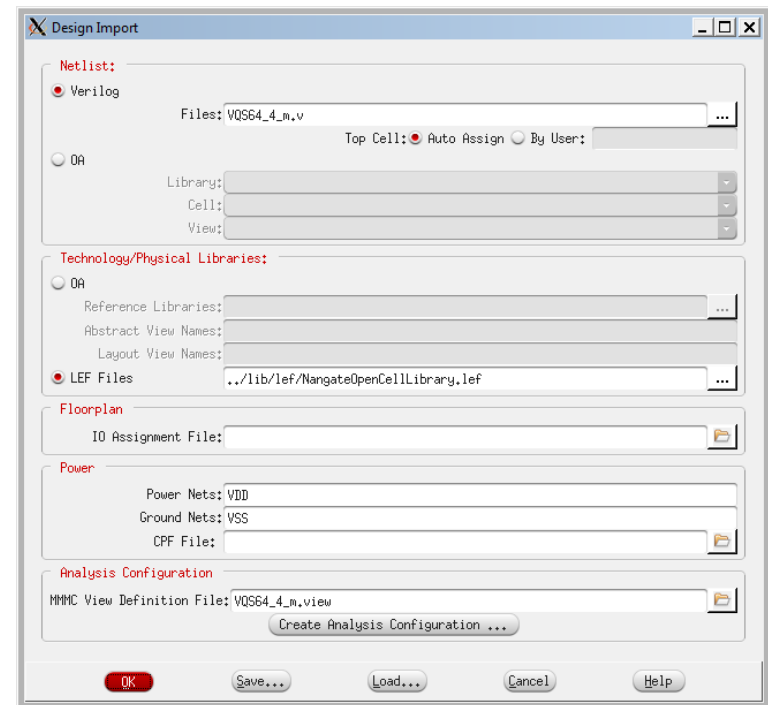 Design Import
Netlist:
Verilog
Files: VQS64_4_m.v ...
Top Cell: Auto Assign By User:
OA
Library:
Cell:
View:
Technology/Physical Libraries:
OA
Reference Libraries: ...
Abstract View Names:
Layout View Names:
LEF Files ../lib/lef/NangateOpenCellLibrary.lef ...
Floorplan
IO Assignment File:
Power
Power Nets: VDD
Ground Nets: VSS
CPF File:
Analysis Configuration
MMMC View Definition File: VQS64_4_m.view
Create Analysis Configuration ...
OK Save... Load... Cancel Help